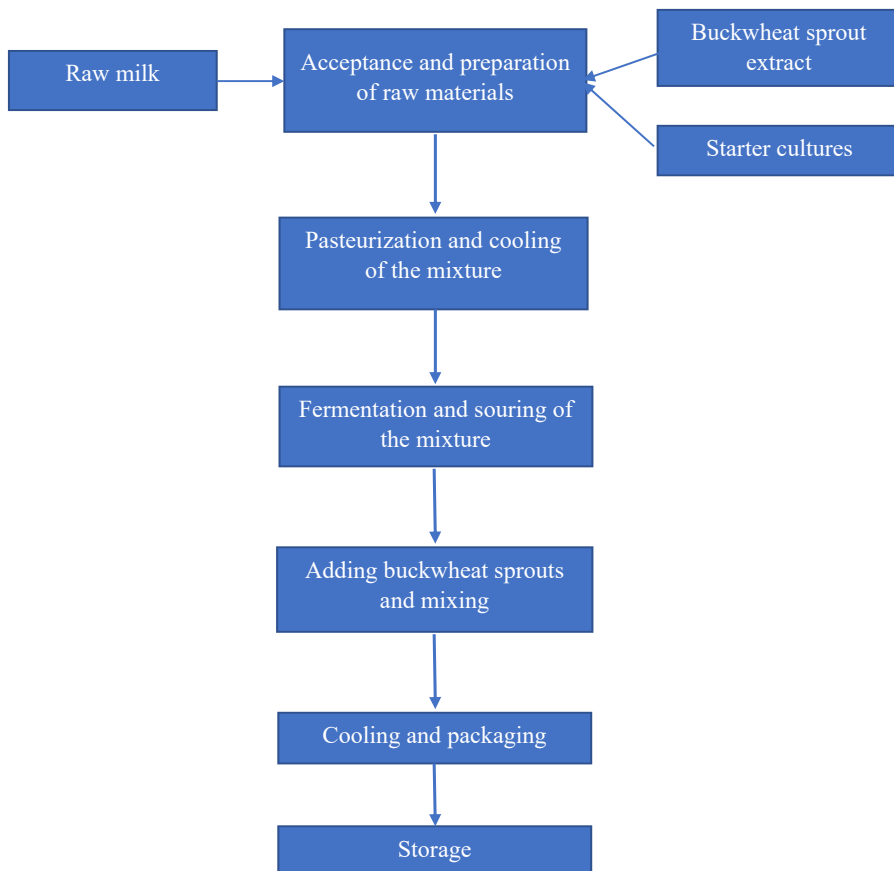 Raw milk
Acceptance and preparation
of raw materials
Buckwheat sprout
extract
Starter cultures
Pasteurization and cooling
of the mixture
Fermentation and souring of
the mixture
Adding buckwheat sprouts
and mixing
Cooling and packaging
Storage